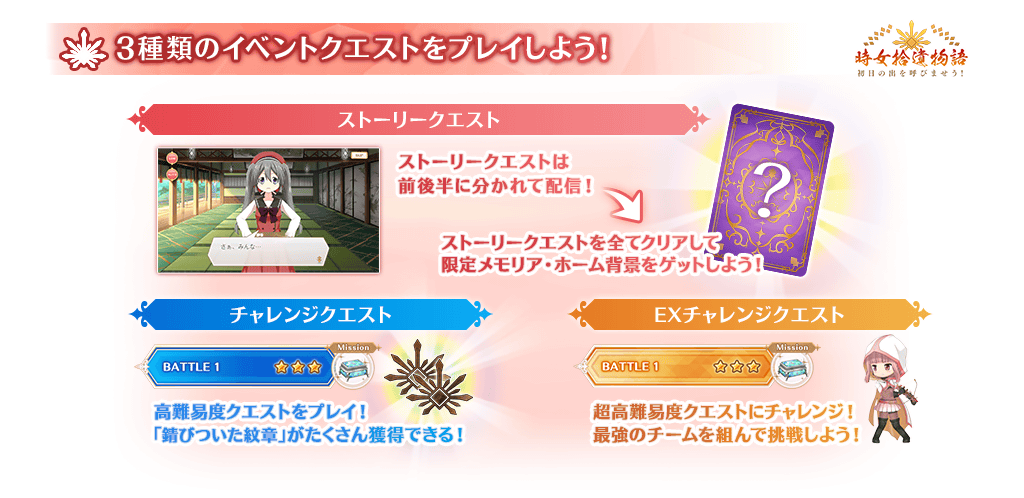 3種類のイベントクエストをプレイしよう!
時女拾遺物語
初日の出を呼びませう!
ストーリークエスト
ストーリークエストは
前後半に分かれて配信!
さぁ、みんな…
ストーリークエストを全てクリアして
限定メモリア・ホーム背景をゲットしよう!
?
チャレンジクエスト
Mission
BATTLE 1
高難易度クエストをプレイ!
「錆びついた紋章」がたくさん獲得できる!
EXチャレンジクエスト
Mission
BATTLE 1
超高難易度クエストにチャレンジ!
最強のチームを組んで挑戦しよう!